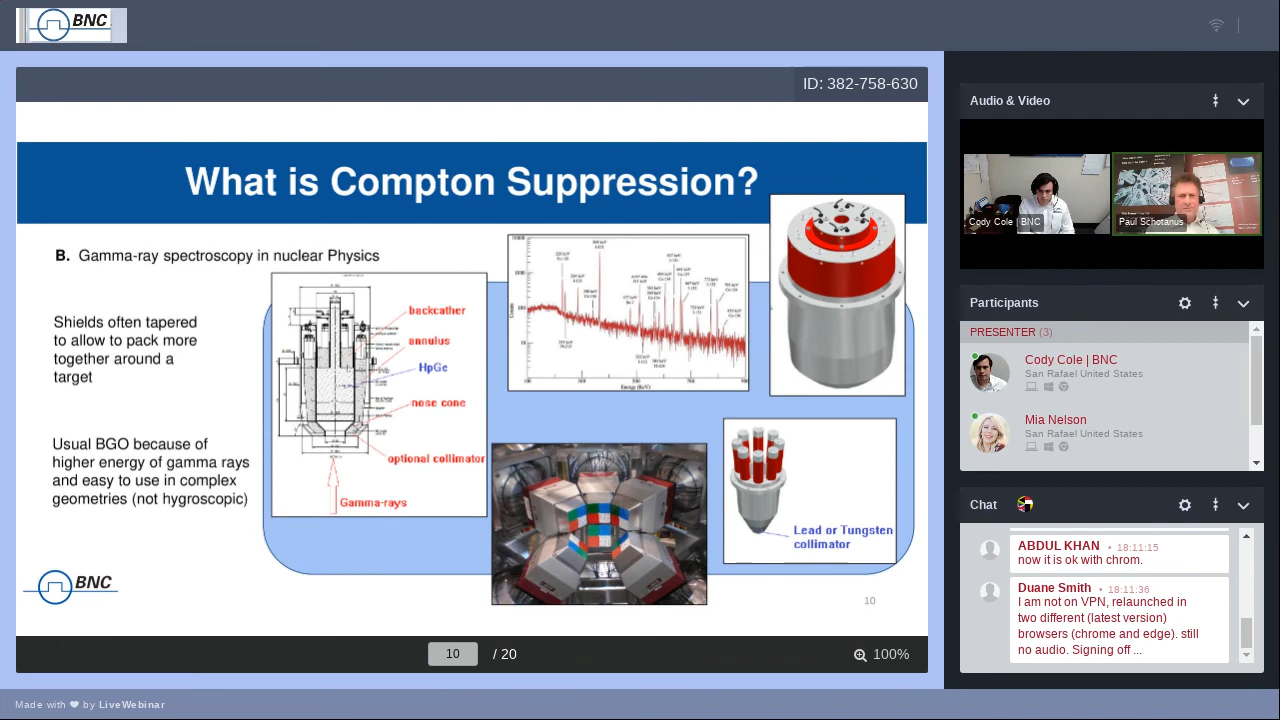 BNC
ID: 382-758-630
What is Compton Suppression?
B. Gamma-ray spectroscopy in nuclear Physics
Shields often tapered
to allow to pack more
together around a
target
Usual BGO because of
higher energy of gamma rays
and easy to use in complex
geometries (not hygroscopic)
backcather
annulus
HpGe
nose cone
optional collimator
Gamma-rays
Energy (KeV)
Lead or Tungsten
collimator
BNC
10
10 / 20
100%
Audio & Video
Cody Cole | BNC
Paul Schotanus
Participants
PRESENTER (3)
Cody Cole | BNC
San Rafael United States
Mia Nelson
San Rafael United States
Chat
ABDUL KHAN • 18:11:15
now it is ok with chrom.
Duane Smith • 18:11:36
I am not on VPN, relaunched in
two different (latest version)
browsers (chrome and edge). still
no audio. Signing off ...
Made with by LiveWebinar